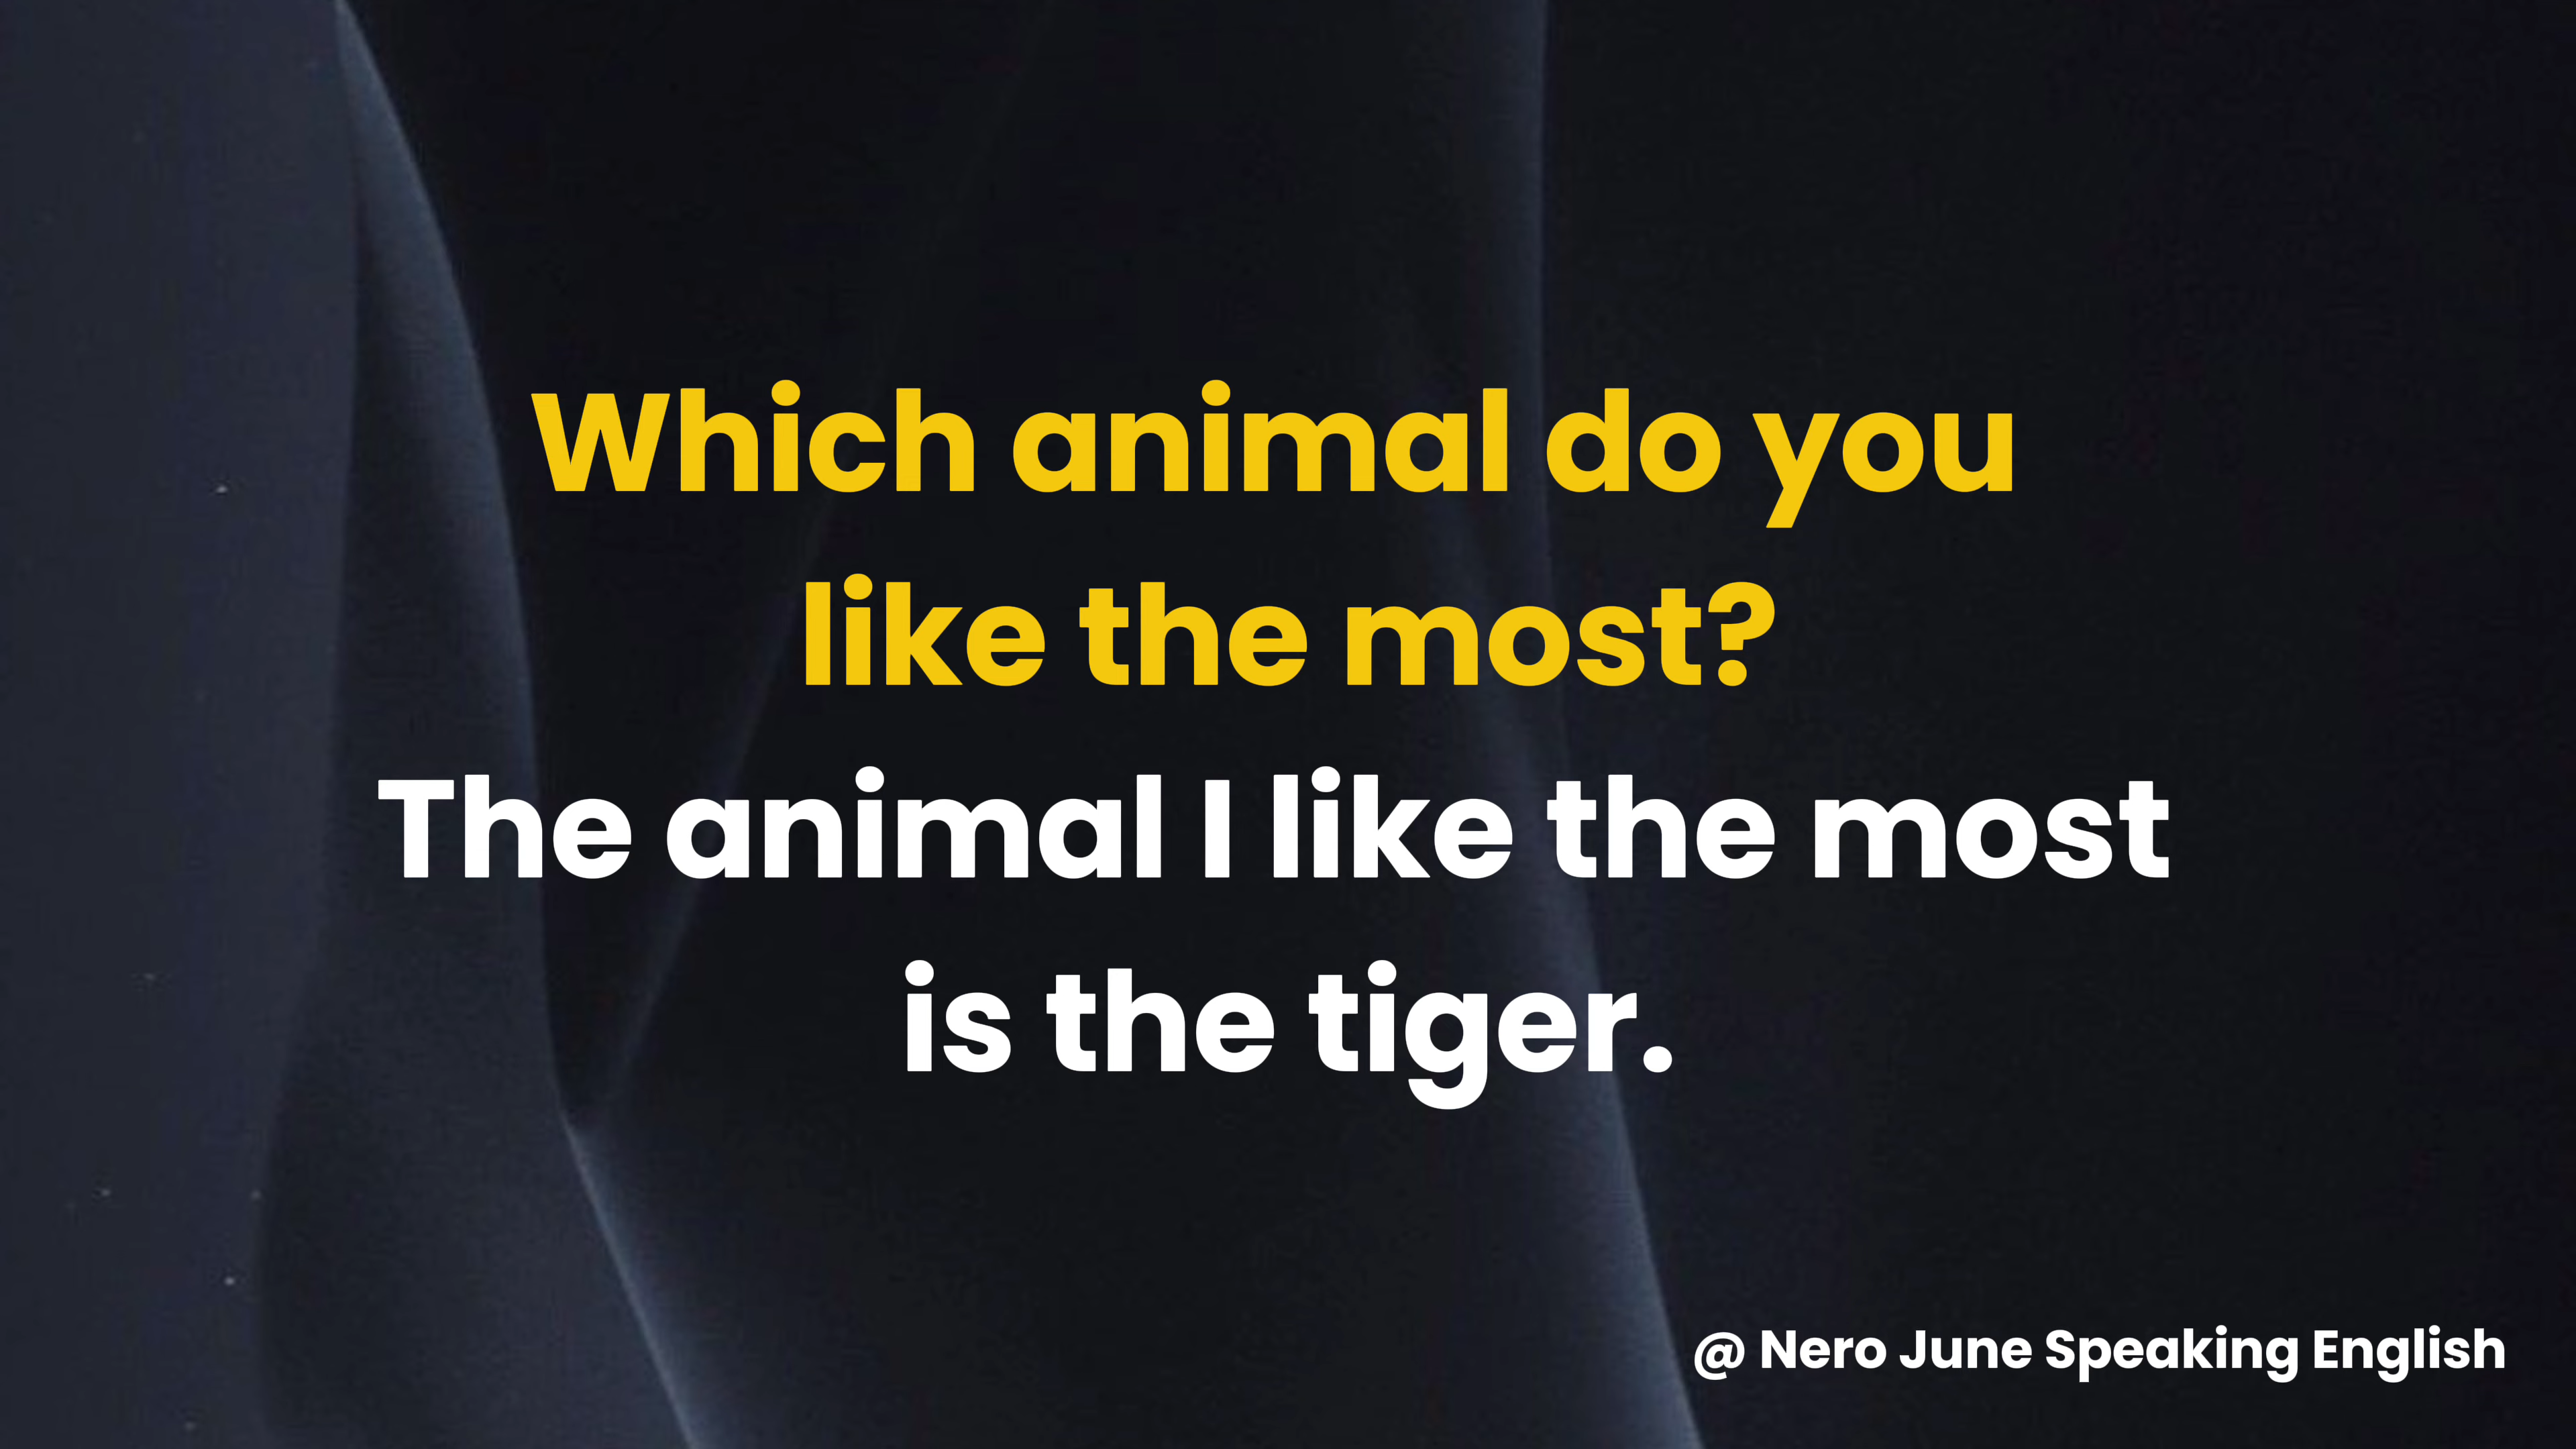 Which animal do you
like the most?
The animal I like the most
is the tiger.
@ Nero June Speaking English